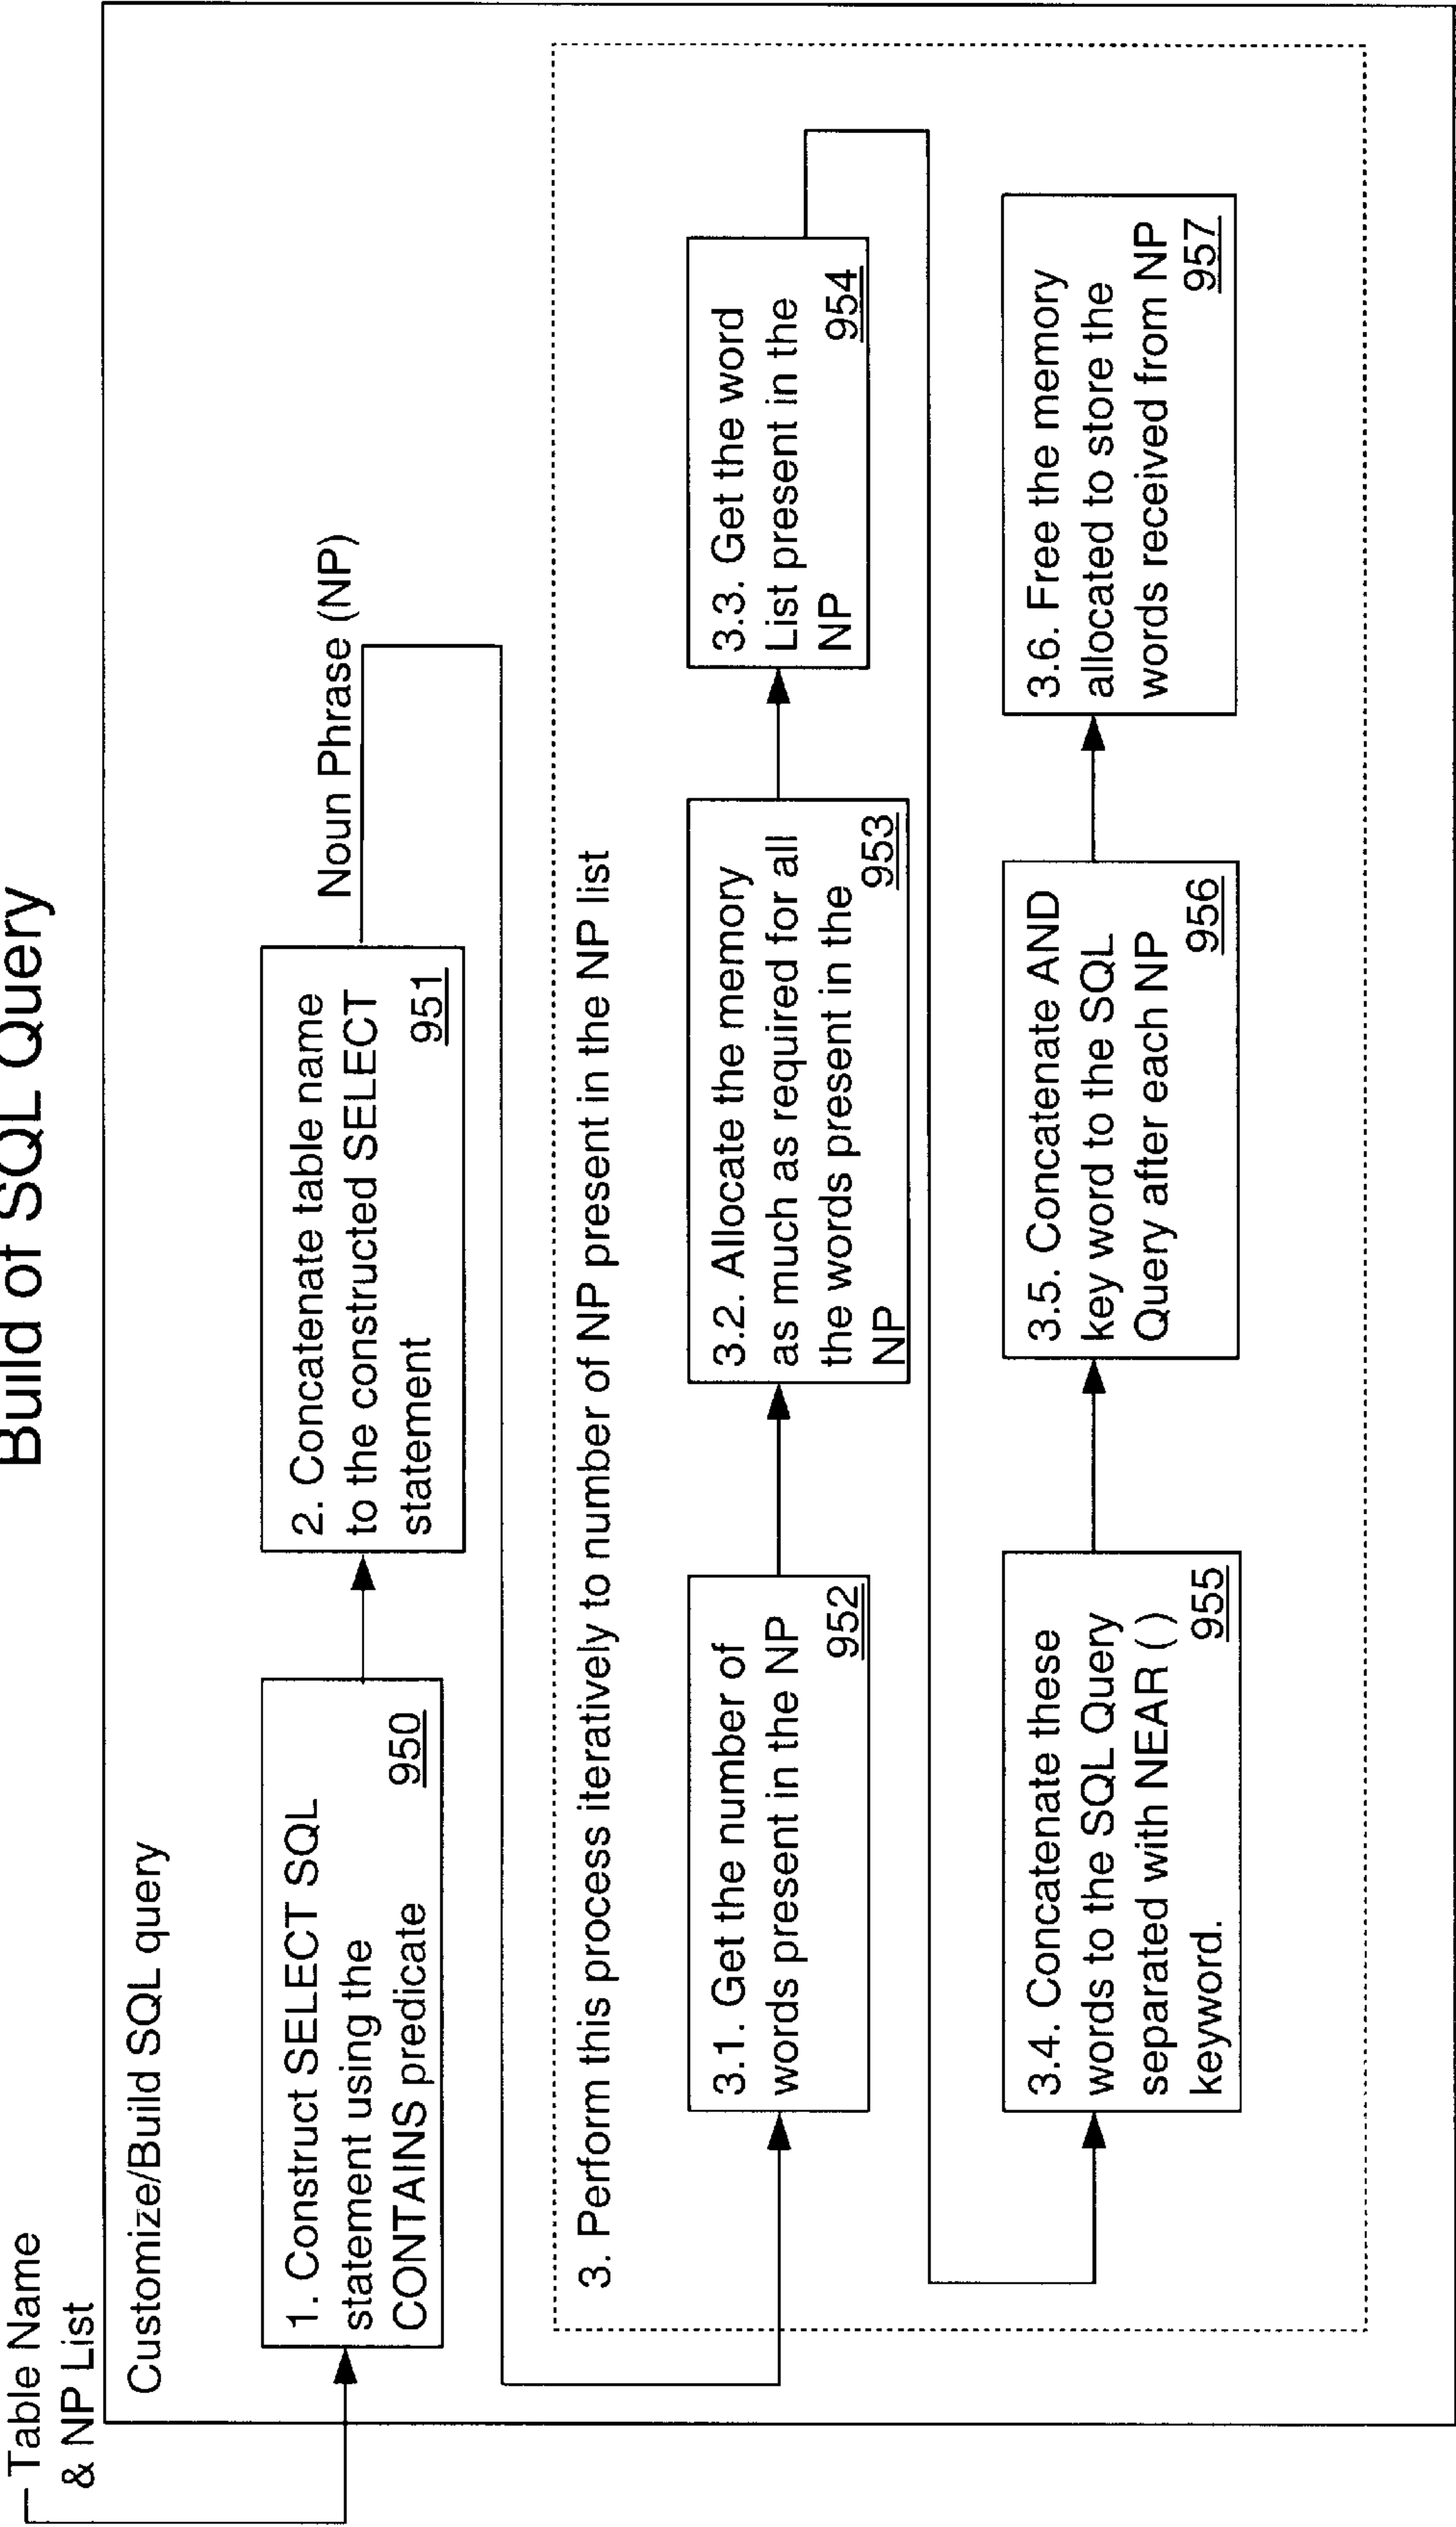 Build of SQL Query
Table Name
& NP List
Customize/Build SQL query
1. Construct SELECT SQL
statement using the
CONTAINS predicate
950
2. Concatenate table name
to the constructed SELECT
statement
951
Noun Phrase (NP)
3. Perform this process iteratively to number of NP present in the NP list
3.1. Get the number of
words present in the NP
952
3.2. Allocate the memory
as much as required for all
the words present in the
NP
953
3.3. Get the word
List present in the
NP
954
3.4. Concatenate these
words to the SQL Query
separated with NEAR ( )
keyword.
955
3.5. Concatenate AND
key word to the SQL
Query after each NP
956
3.6. Free the memory
allocated to store the
words received from NP
957